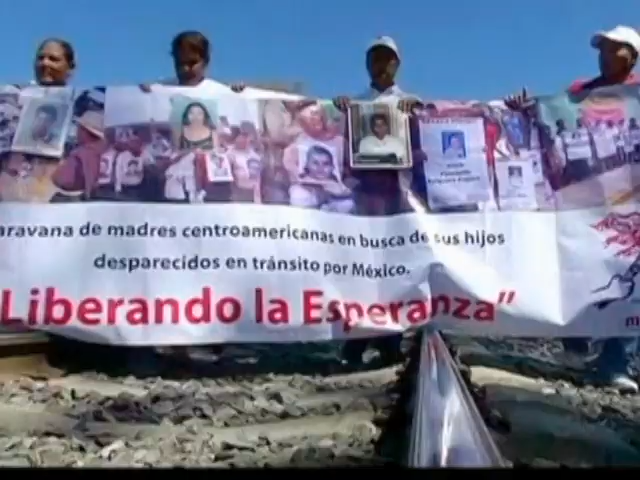 aravana de madres centroamericanas en busca de sus hijos
desparecidos en tránsito por México.
Liberando la Esperanza"
m